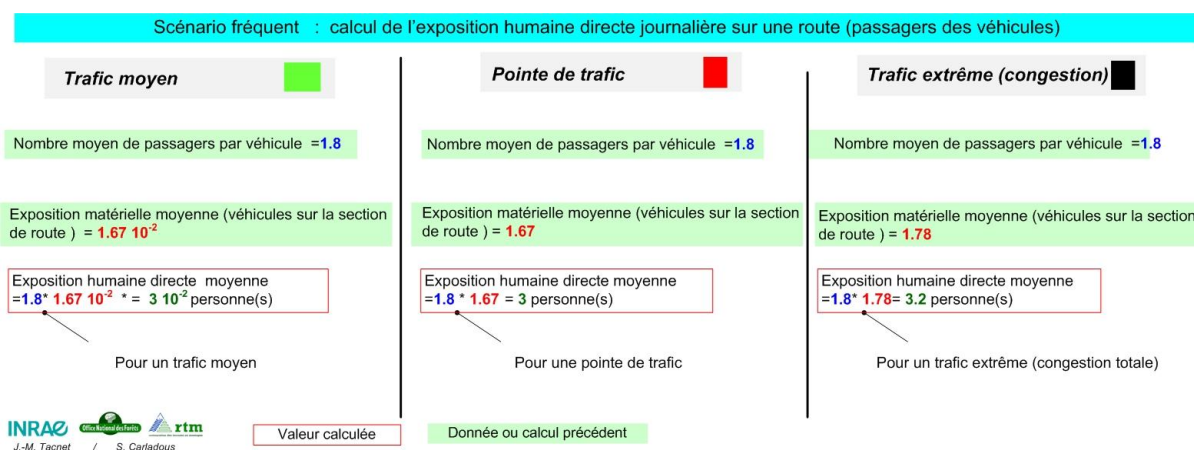 Scénario fréquent : calcul de l'exposition humaine directe journalière sur une route (passagers des véhicules)
Trafic moyen
Nombre moyen de passagers par véhicule =1.8
Exposition matérielle moyenne (véhicules sur la section
de route ) = 1.67 10⁻²
Exposition humaine directe moyenne
=1.8* 1.67 10⁻² * = 3 10⁻² personne(s)
Pour un trafic moyen
Pointe de trafic
Nombre moyen de passagers par véhicule =1.8
Exposition matérielle moyenne (véhicules sur la section
de route ) = 1.67
Exposition humaine directe moyenne
=1.8 * 1.67 = 3 personne(s)
Pour une pointe de trafic
Trafic extrême (congestion)
Nombre moyen de passagers par véhicule =1.8
Exposition matérielle moyenne (véhicules sur la section
de route ) = 1.78
Exposition humaine directe moyenne
=1.8* 1.78= 3.2 personne(s)
Pour un trafic extrême (congestion totale)
INRAE
Office National des Forêts
rtm
J.-M. Tacnet / S. Carladous
Valeur calculée
Donnée ou calcul précédent